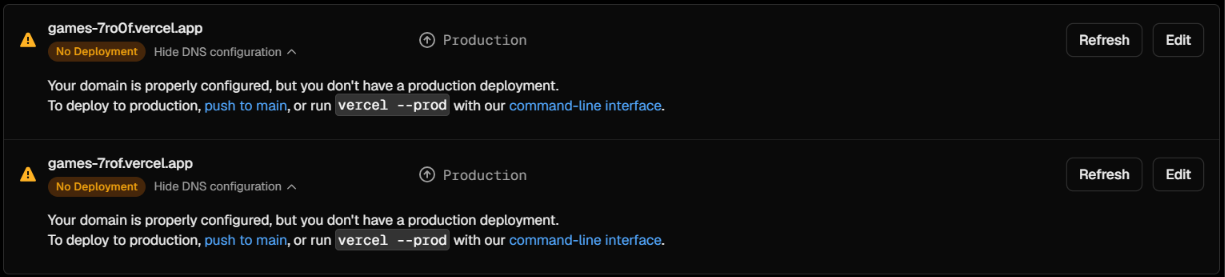 games-7ro0f.vercel.app
Production
Refresh
Edit
No Deployment
Hide DNS configuration
Your domain is properly configured, but you don't have a production deployment.
To deploy to production, push to main, or run vercel --prod with our command-line interface.
games-7rof.vercel.app
Production
Refresh
Edit
No Deployment
Hide DNS configuration
Your domain is properly configured, but you don't have a production deployment.
To deploy to production, push to main, or run vercel --prod with our command-line interface.